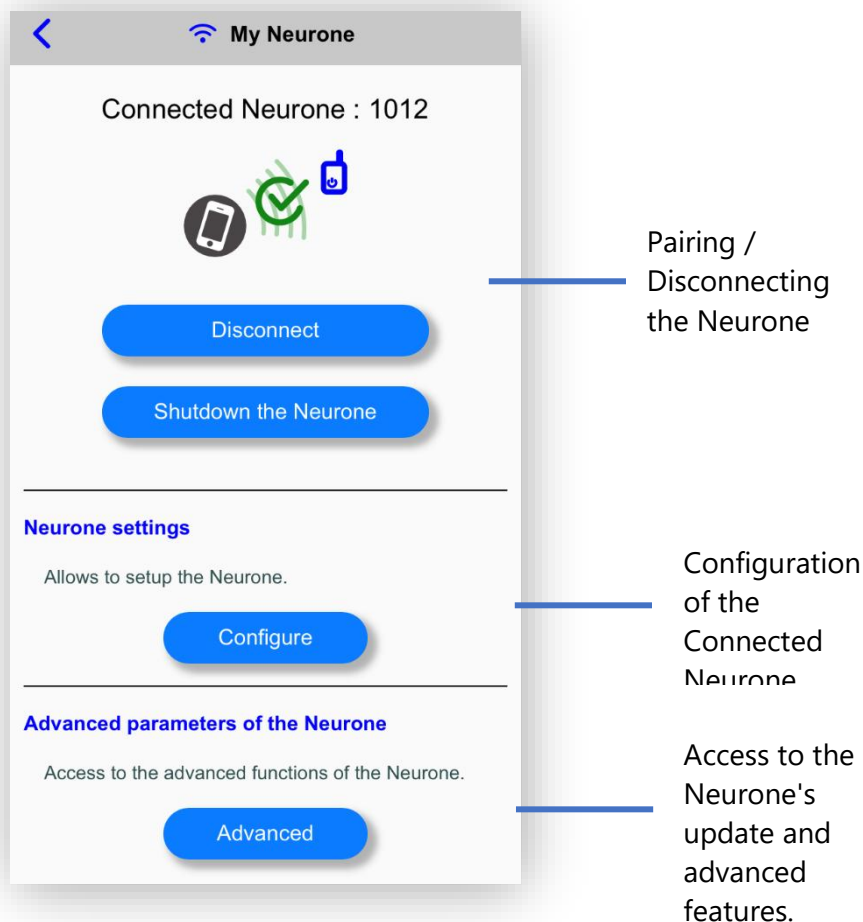 My Neurone
Connected Neurone : 1012
Disconnect
Shutdown the Neurone
Pairing /
Disconnecting
the Neurone
Neurone settings
Allows to setup the Neurone.
Configure
Configuration
of the
Connected
Neurone
Advanced parameters of the Neurone
Access to the advanced functions of the Neurone.
Advanced
Access to the
Neurone's
update and
advanced
features.